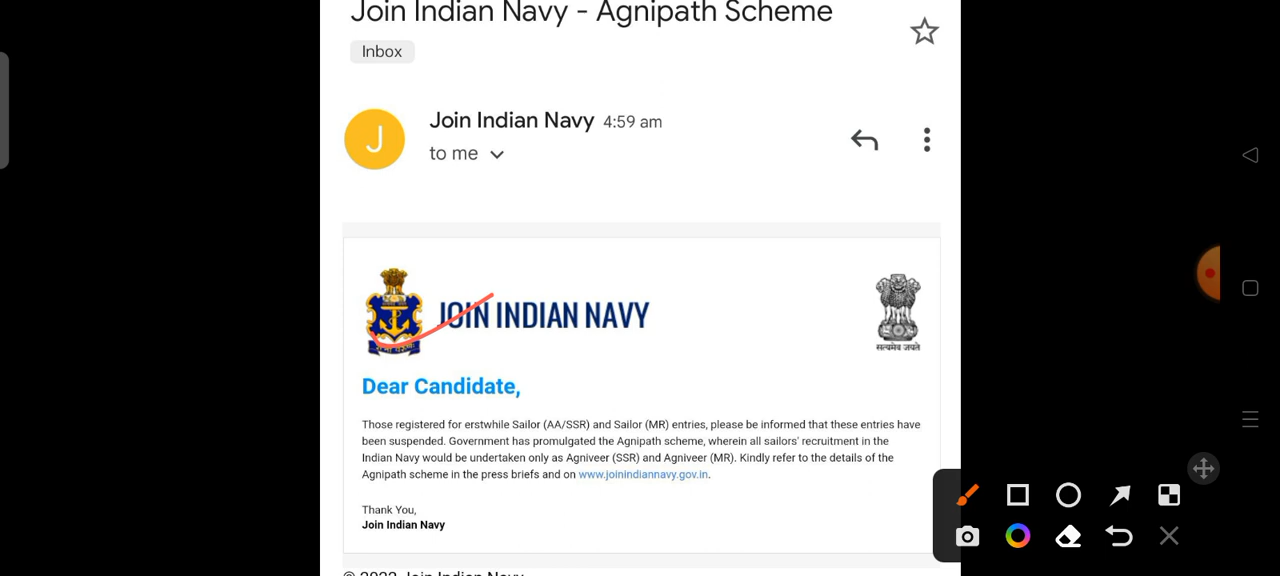 Join Indian Navy - Agnipath Scheme
Inbox
J
Join Indian Navy 4:59 am
to me
JOIN INDIAN NAVY
सत्यमेव जयते
Dear Candidate,
Those registered for erstwhile Sailor (AA/SSR) and Sailor (MR) entries, please be informed that these entries have
been suspended. Government has promulgated the Agnipath scheme, wherein all sailors' recruitment in the
Indian Navy would be undertaken only as Agniveer (SSR) and Agniveer (MR). Kindly refer to the details of the
Agnipath scheme in the press briefs and on www.joinindiannavy.gov.in.
Thank You,
Join Indian Navy
© 2022 Join Indian Navy